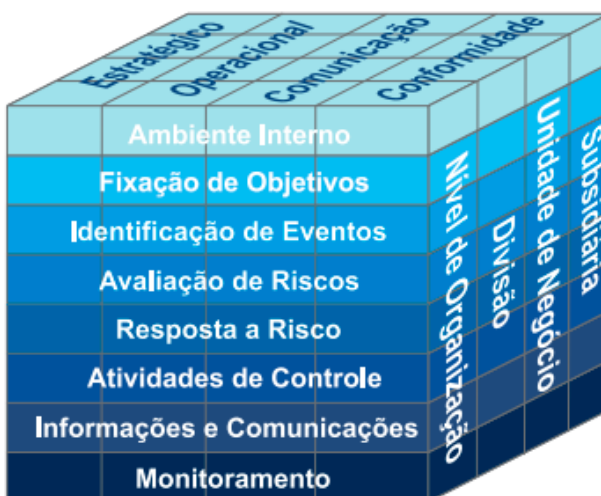 Estratégico
Operacional
Comunicação
Conformidade
Ambiente Interno
Fixação de Objetivos
Identificação de Eventos
Avaliação de Riscos
Resposta a Risco
Atividades de Controle
Informações e Comunicações
Monitoramento
Nível de Organização
Divisão
Unidade de Negócio
Subsidiária